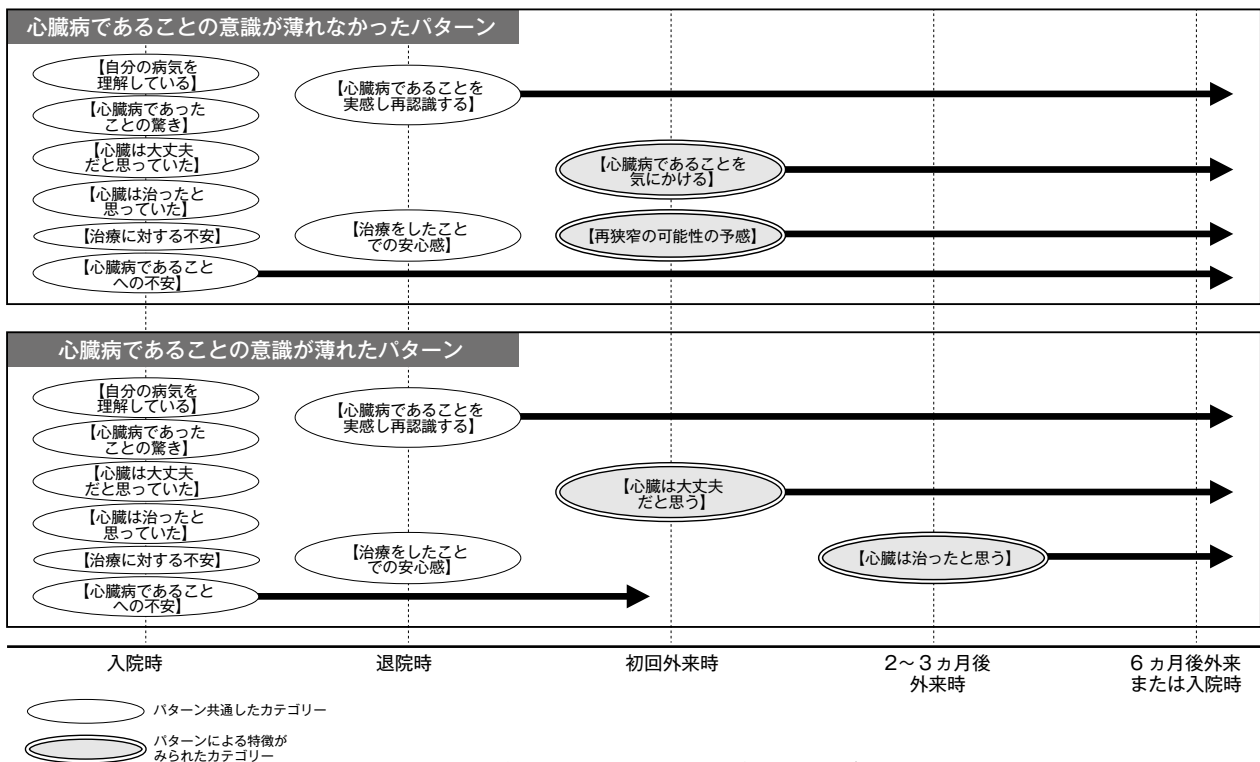 心臓病であることの意識が薄れなかったパターン
【自分の病気を
理解している】
【心臓病であった
ことの驚き】
【心臓は大丈夫
だと思っていた】
【心臓は治ったと
思っていた】
【治療に対する不安】
【心臓病であること
への不安】
【心臓病であることを
実感し再認識する】
【治療をしたこと
での安心感】
【心臓病であることを
気にかける】
【再狭窄の可能性の予感】
心臓病であることの意識が薄れたパターン
【自分の病気を
理解している】
【心臓病であった
ことの驚き】
【心臓は大丈夫
だと思っていた】
【心臓は治ったと
思っていた】
【治療に対する不安】
【心臓病であること
への不安】
【心臓病であることを
実感し再認識する】
【治療をしたこと
での安心感】
【心臓は大丈夫
だと思う】
【心臓は治ったと思う】
入院時
退院時
初回外来時
2〜3ヵ月後
外来時
6ヵ月後外来
または入院時
パターン共通したカテゴリー
パターンによる特徴が
みられたカテゴリー